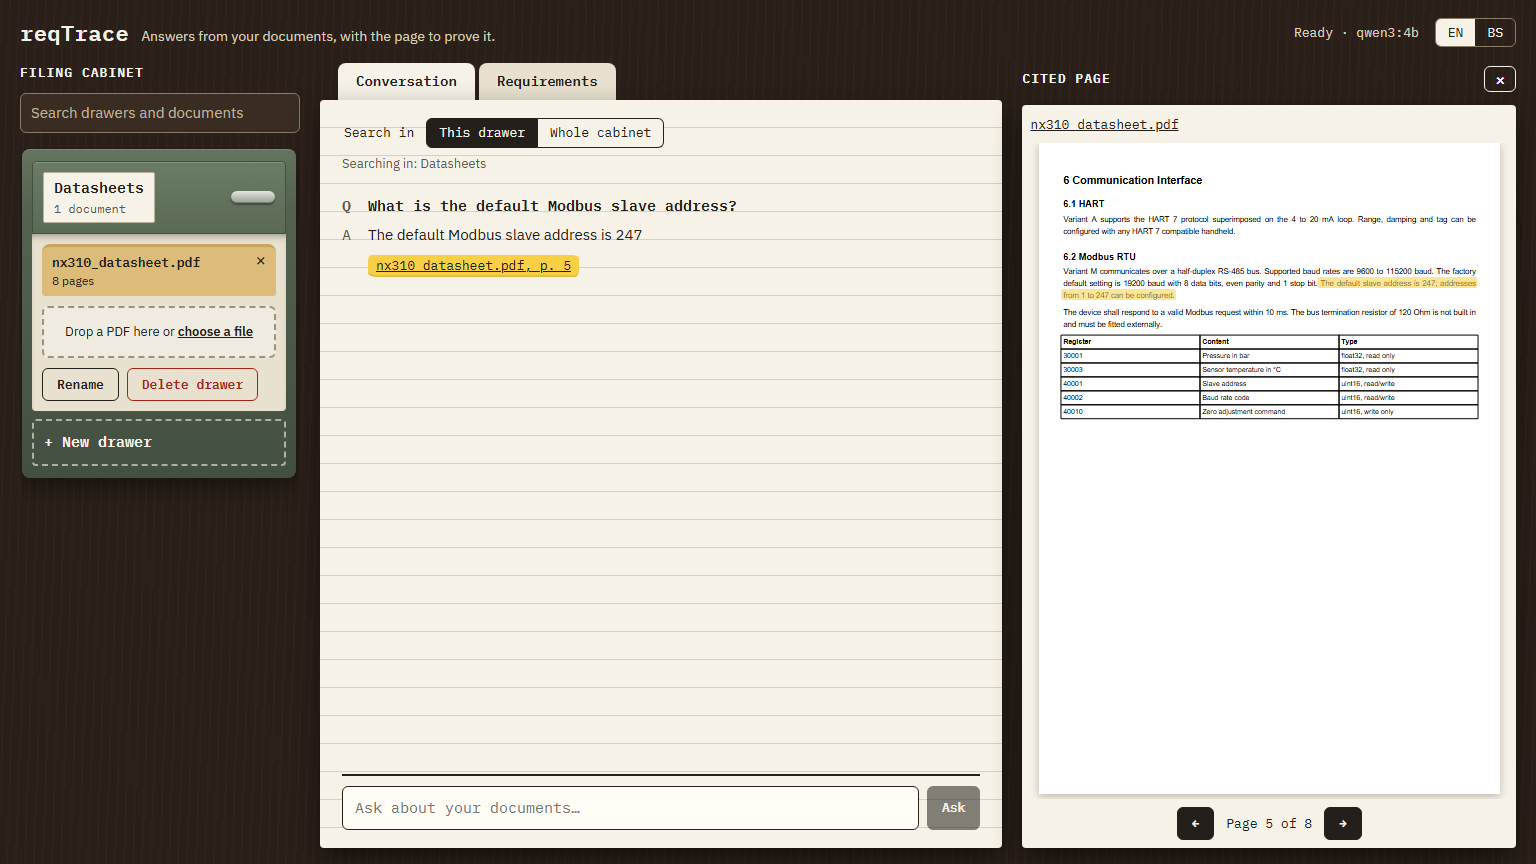 reqTrace Answers from your documents, with the page to prove it.
Ready · qwen3:4b EN BS
FILING CABINET
Search drawers and documents
Datasheets
1 document
nx310_datasheet.pdf ×
8 pages
Drop a PDF here or choose a file
Rename Delete drawer
+ New drawer
Conversation Requirements
Search in This drawer Whole cabinet
Searching in: Datasheets
Q What is the default Modbus slave address?
A The default Modbus slave address is 247
nx310_datasheet.pdf, p. 5
Ask about your documents… Ask
CITED PAGE ×
nx310_datasheet.pdf
6 Communication Interface
6.1 HART
Variant A supports the HART 7 protocol superimposed on the 4 to 20 mA loop. Range, damping and tag can be
configured with any HART 7 compatible handheld.
6.2 Modbus RTU
Variant M communicates over a half-duplex RS-485 bus. Supported baud rates are 9600 to 115200 baud. The factory
default setting is 19200 baud with 8 data bits, even parity and 1 stop bit. The default slave address is 247; addresses
from 1 to 247 can be configured.
The device shall respond to a valid Modbus request within 10 ms. The bus termination resistor of 120 Ohm is not built in
and must be fitted externally.
Register Content Type
30001 Pressure in bar float32, read only
30003 Sensor temperature in °C float32, read only
40001 Slave address uint16, read/write
40002 Baud rate code uint16, read/write
40010 Zero adjustment command uint16, write only
← Page 5 of 8 →